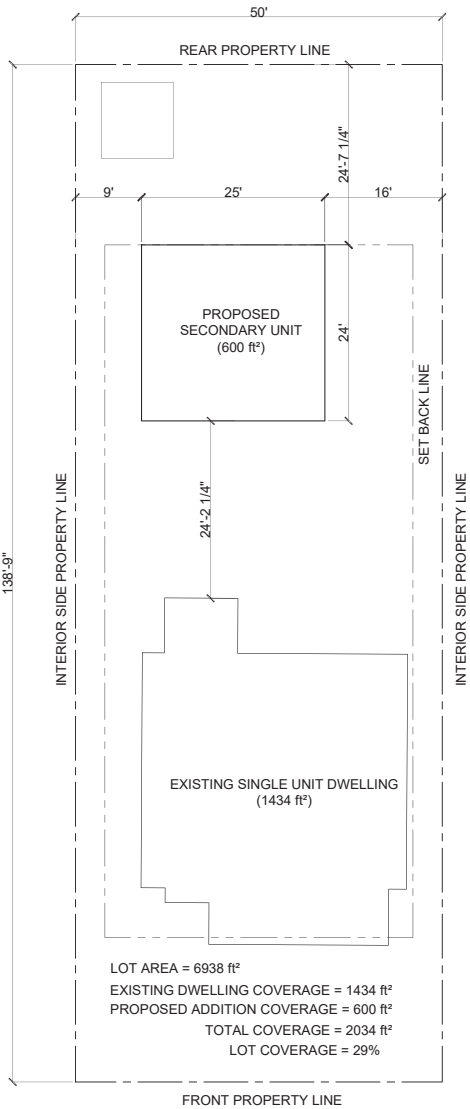 50'
REAR PROPERTY LINE
24'-7 1/4"
9'
25'
16'
PROPOSED
SECONDARY UNIT
(600 ft²)
24'
SET BACK LINE
24'-2 1/4"
138'-9"
INTERIOR SIDE PROPERTY LINE
INTERIOR SIDE PROPERTY LINE
EXISTING SINGLE UNIT DWELLING
(1434 ft²)
LOT AREA = 6938 ft²
EXISTING DWELLING COVERAGE = 1434 ft²
PROPOSED ADDITION COVERAGE = 600 ft²
TOTAL COVERAGE = 2034 ft²
LOT COVERAGE = 29%
FRONT PROPERTY LINE